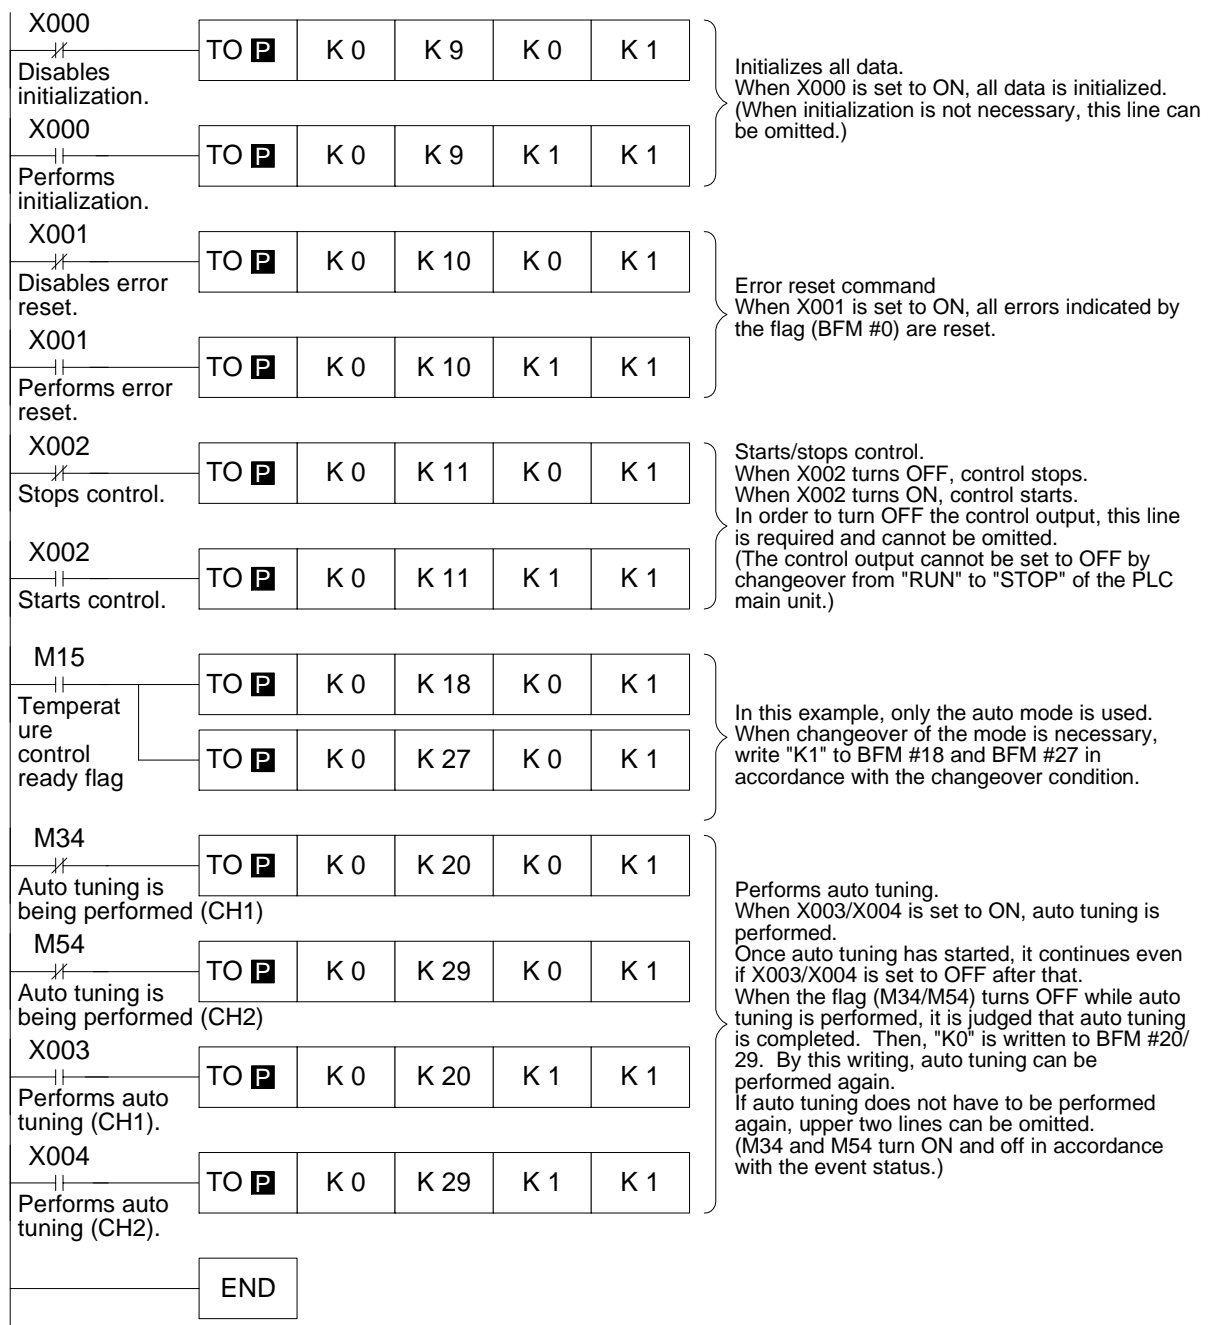 X000
TO P K 0 K 9 K 0 K 1
Disables
initialization.
X000
TO P K 0 K 9 K 1 K 1
Performs
initialization.
Initializes all data.
When X000 is set to ON, all data is initialized.
(When initialization is not necessary, this line can
be omitted.)
X001
TO P K 0 K 10 K 0 K 1
Disables error
reset.
X001
TO P K 0 K 10 K 1 K 1
Performs error
reset.
Error reset command
When X001 is set to ON, all errors indicated by
the flag (BFM #0) are reset.
X002
TO P K 0 K 11 K 0 K 1
Stops control.
X002
TO P K 0 K 11 K 1 K 1
Starts control.
Starts/stops control.
When X002 turns OFF, control stops.
When X002 turns ON, control starts.
In order to turn OFF the control output, this line
is required and cannot be omitted.
(The control output cannot be set to OFF by
changeover from "RUN" to "STOP" of the PLC
main unit.)
M15
TO P K 0 K 18 K 0 K 1
Temperat
ure
control
ready flag
TO P K 0 K 27 K 0 K 1
In this example, only the auto mode is used.
When changeover of the mode is necessary,
write "K1" to BFM #18 and BFM #27 in
accordance with the changeover condition.
M34
TO P K 0 K 20 K 0 K 1
Auto tuning is
being performed (CH1)
M54
TO P K 0 K 29 K 0 K 1
Auto tuning is
being performed (CH2)
X003
TO P K 0 K 20 K 1 K 1
Performs auto
tuning (CH1).
X004
TO P K 0 K 29 K 1 K 1
Performs auto
tuning (CH2).
Performs auto tuning.
When X003/X004 is set to ON, auto tuning is
performed.
Once auto tuning has started, it continues even
if X003/X004 is set to OFF after that.
When the flag (M34/M54) turns OFF while auto
tuning is performed, it is judged that auto tuning
is completed. Then, "K0" is written to BFM #20/
29. By this writing, auto tuning can be
performed again.
If auto tuning does not have to be performed
again, upper two lines can be omitted.
(M34 and M54 turn ON and off in accordance
with the event status.)
END